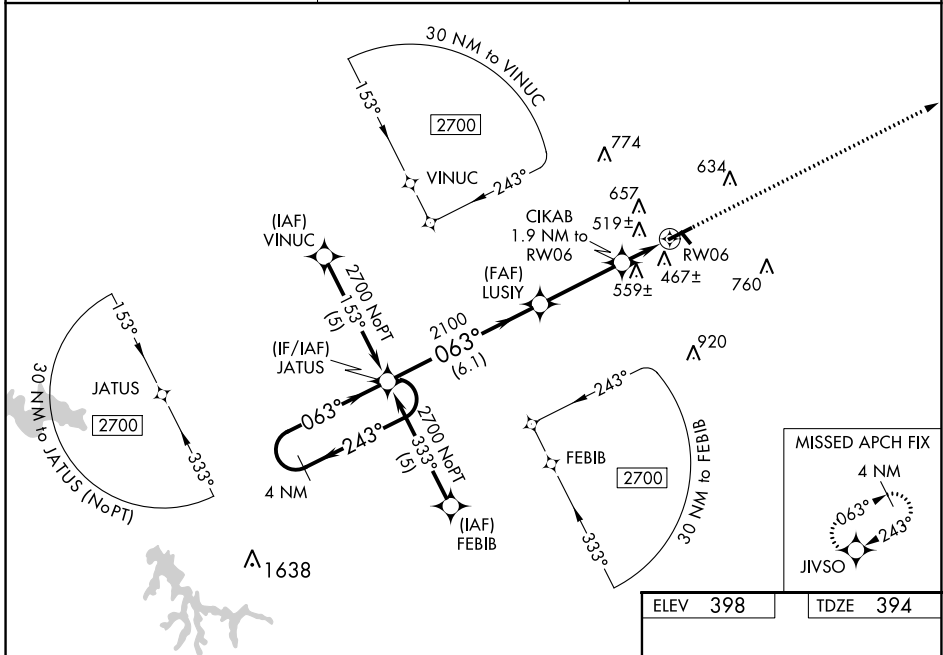 30 NM to VINUC
153°
2700
VINUC
243°
774
634
657
519±
CIKAB
1.9 NM to
RW06
RW06
467±
559±
760
(IAF)
VINUC
2700 NoPT
153°
(5)
(FAF)
LUSIY
2100
063°
(6.1)
920
(IF/IAF)
JATUS
153°
JATUS
2700
333°
30 NM to JATUS (NoPT)
063°
243°
4 NM
2700 NoPT
333°
(5)
(IAF)
FEBIB
243°
FEBIB
2700
333°
30 NM to FEBIB
1638
MISSED APCH FIX
4 NM
063°
243°
JIVSO
ELEV 398
TDZE 394